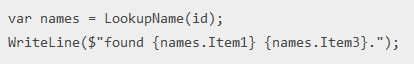 var names = LookupName(id);
WriteLine($"found {names.Item1} {names.Item3}.");